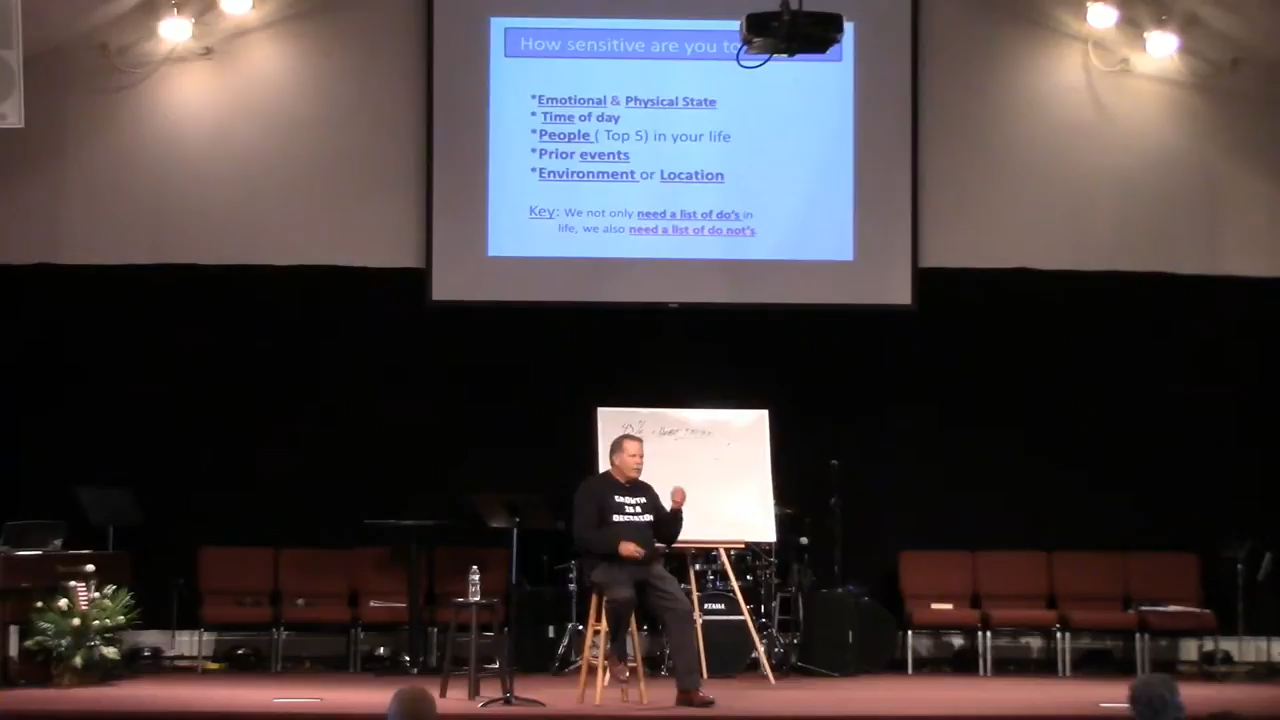 How sensitive are you to
*Emotional & Physical State
* Time of day
*People ( Top 5) in your life
*Prior events
*Environment or Location
Key: We not only need a list of do's in
life, we also need a list of do not's
GROWTH
IS A
DECISION
TAMA